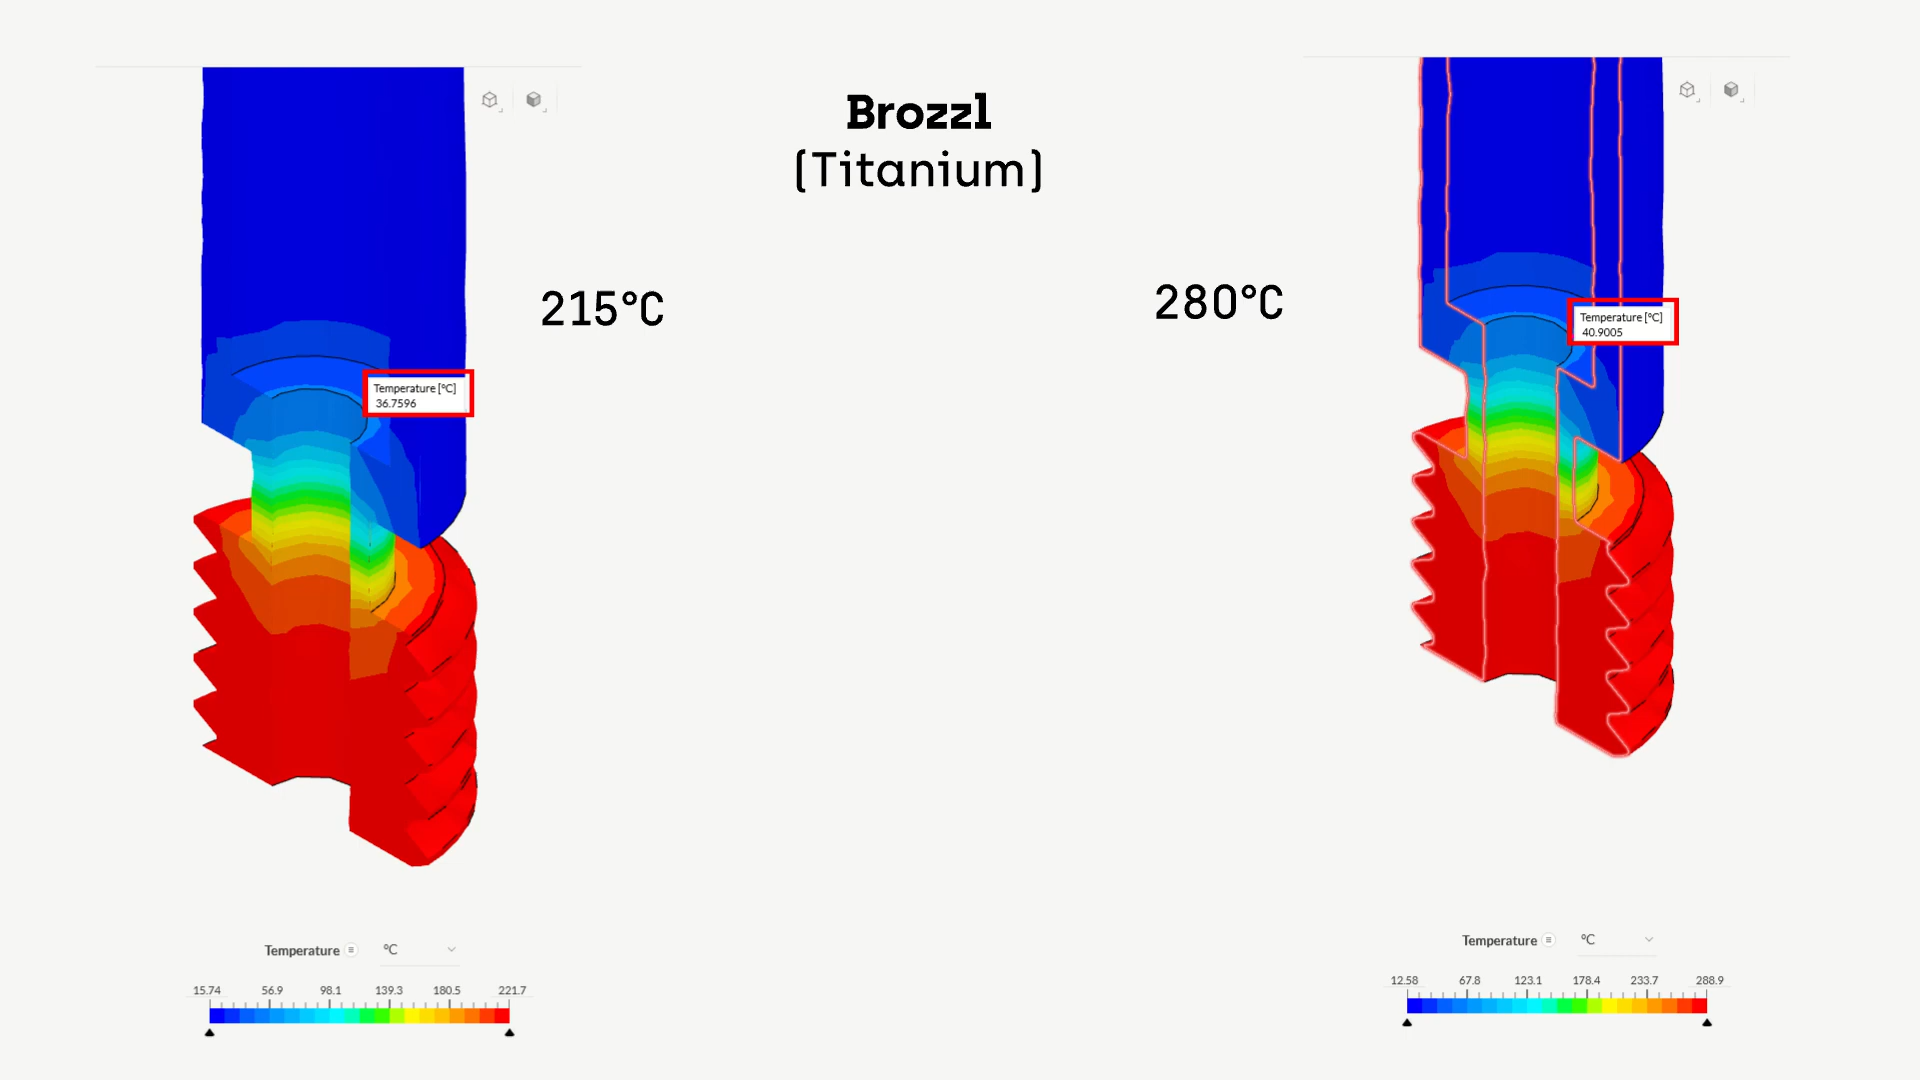 Brozzl
(Titanium)
215°C
280°C
Temperature [°C]
36.7596
Temperature [°C]
40.9005
Temperature °C
15.74 56.9 98.1 139.3 180.5 221.7
Temperature °C
12.58 67.8 123.1 178.4 233.7 288.9